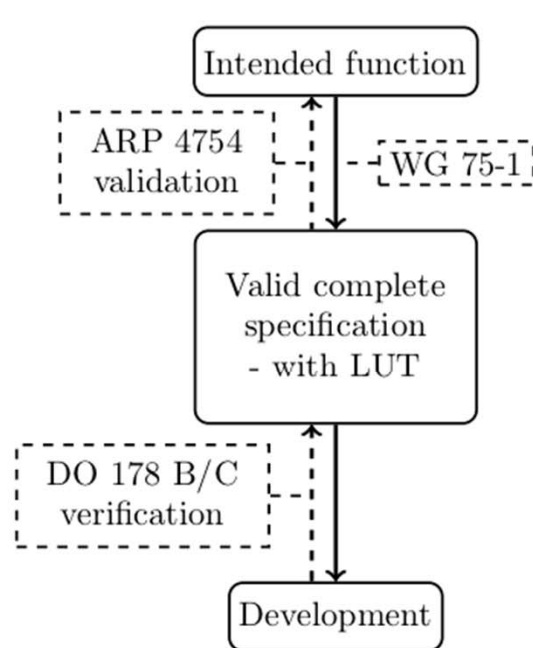 Intended function
ARP 4754
validation
WG 75-1
Valid complete
specification
- with LUT
DO 178 B/C
verification
Development